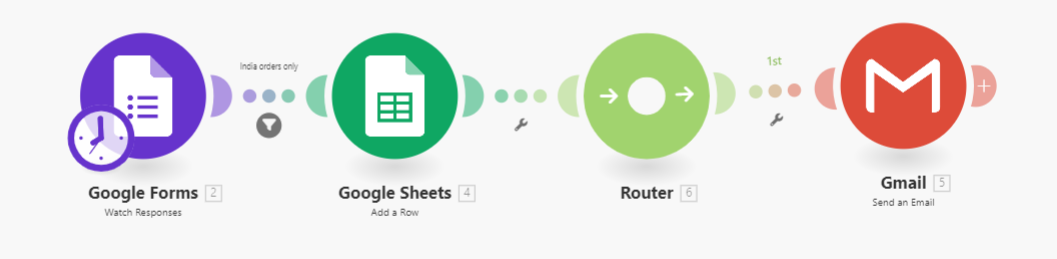 India orders only
1st
Google Forms 2
Watch Responses
Google Sheets 4
Add a Row
Router 6
Gmail 5
Send an Email